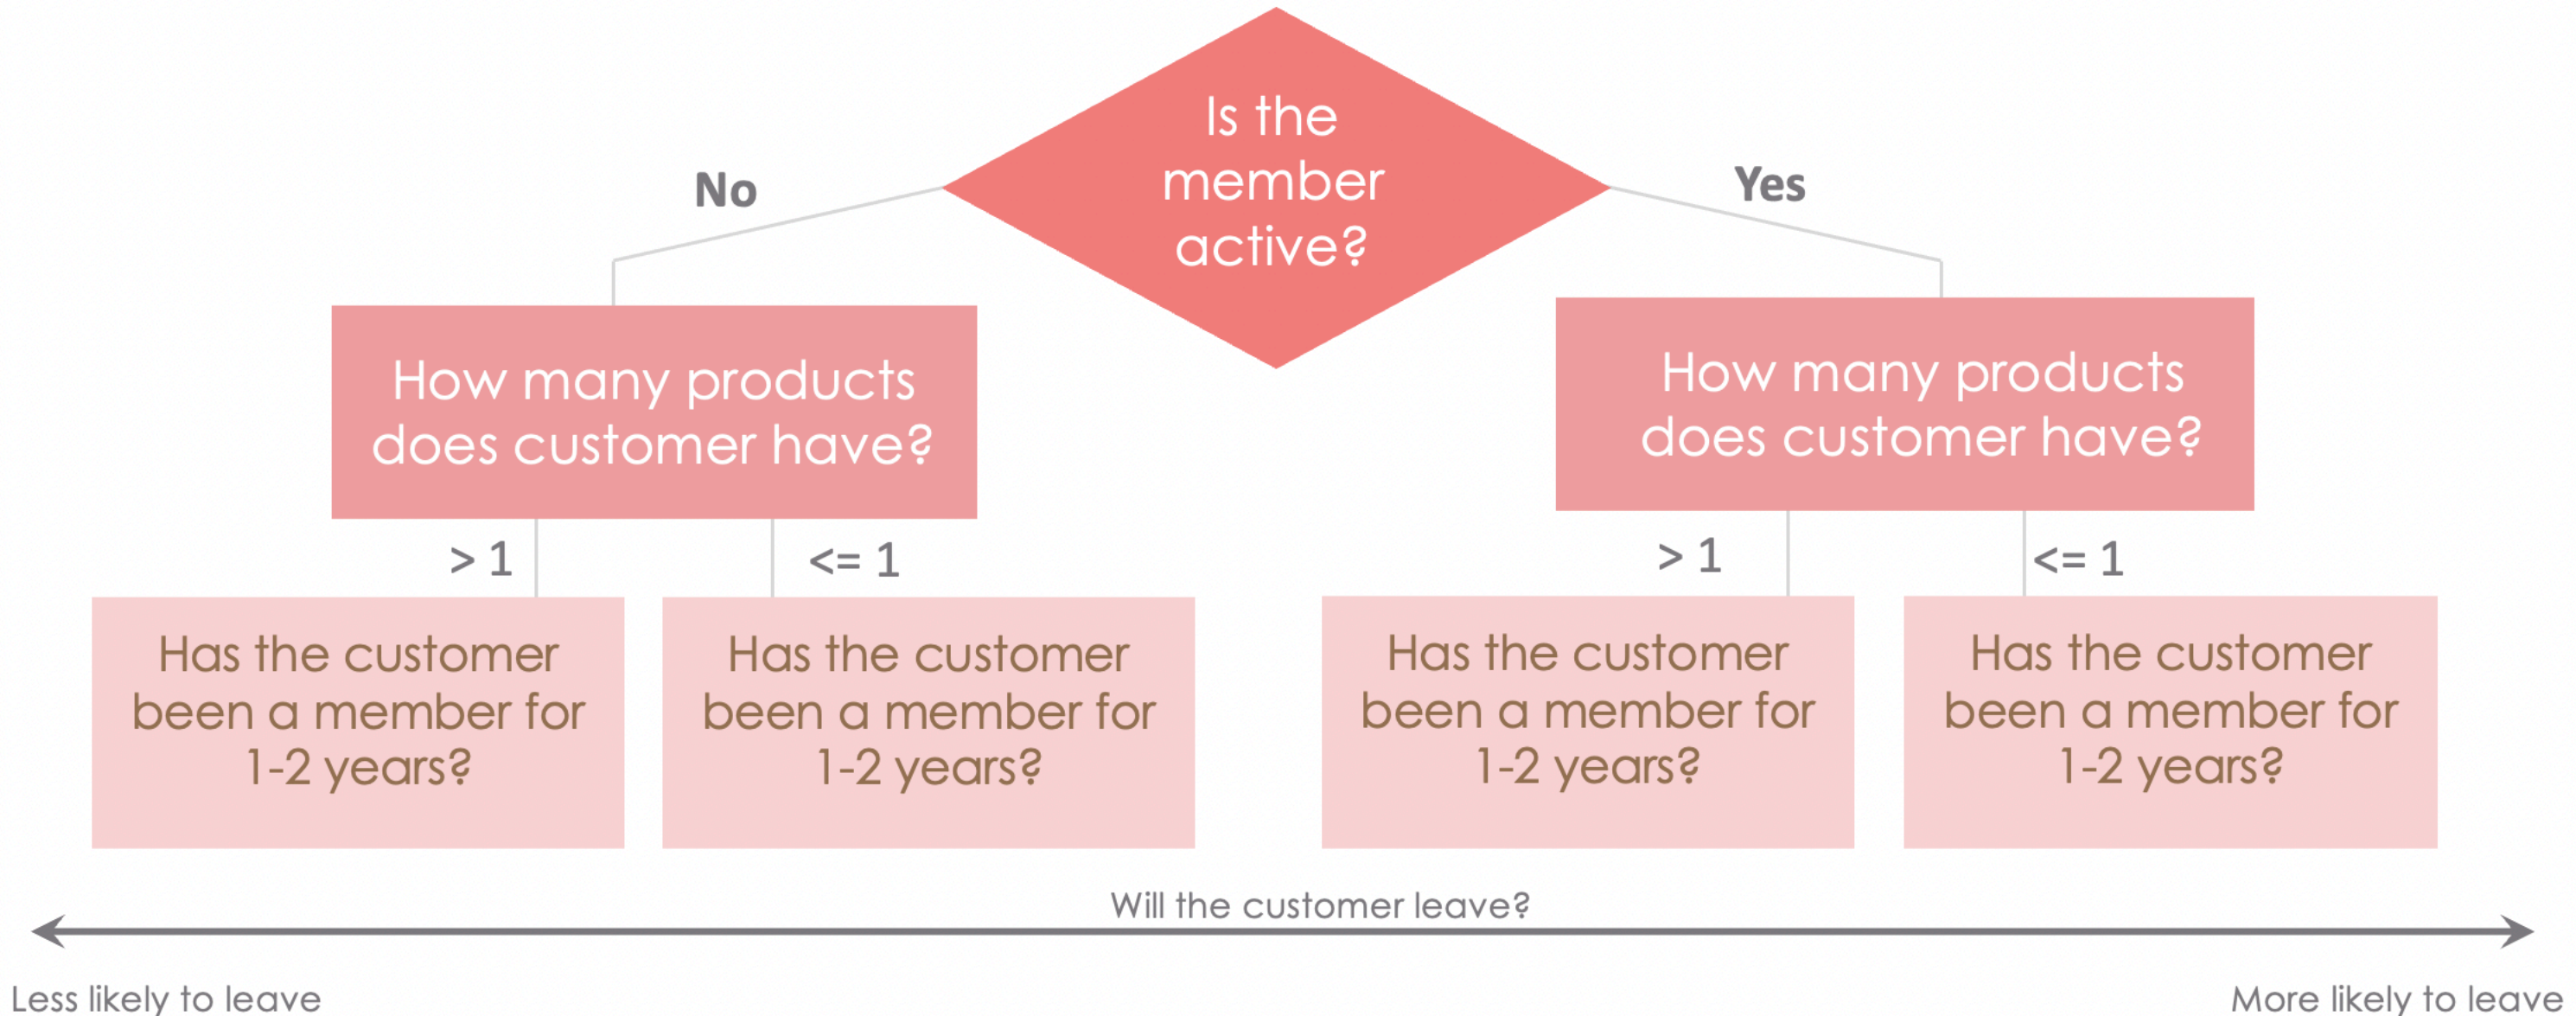 Is the
member
active?
No
Yes
How many products
does customer have?
How many products
does customer have?
> 1
<= 1
> 1
<= 1
Has the customer
been a member for
1-2 years?
Has the customer
been a member for
1-2 years?
Has the customer
been a member for
1-2 years?
Has the customer
been a member for
1-2 years?
Will the customer leave?
Less likely to leave
More likely to leave